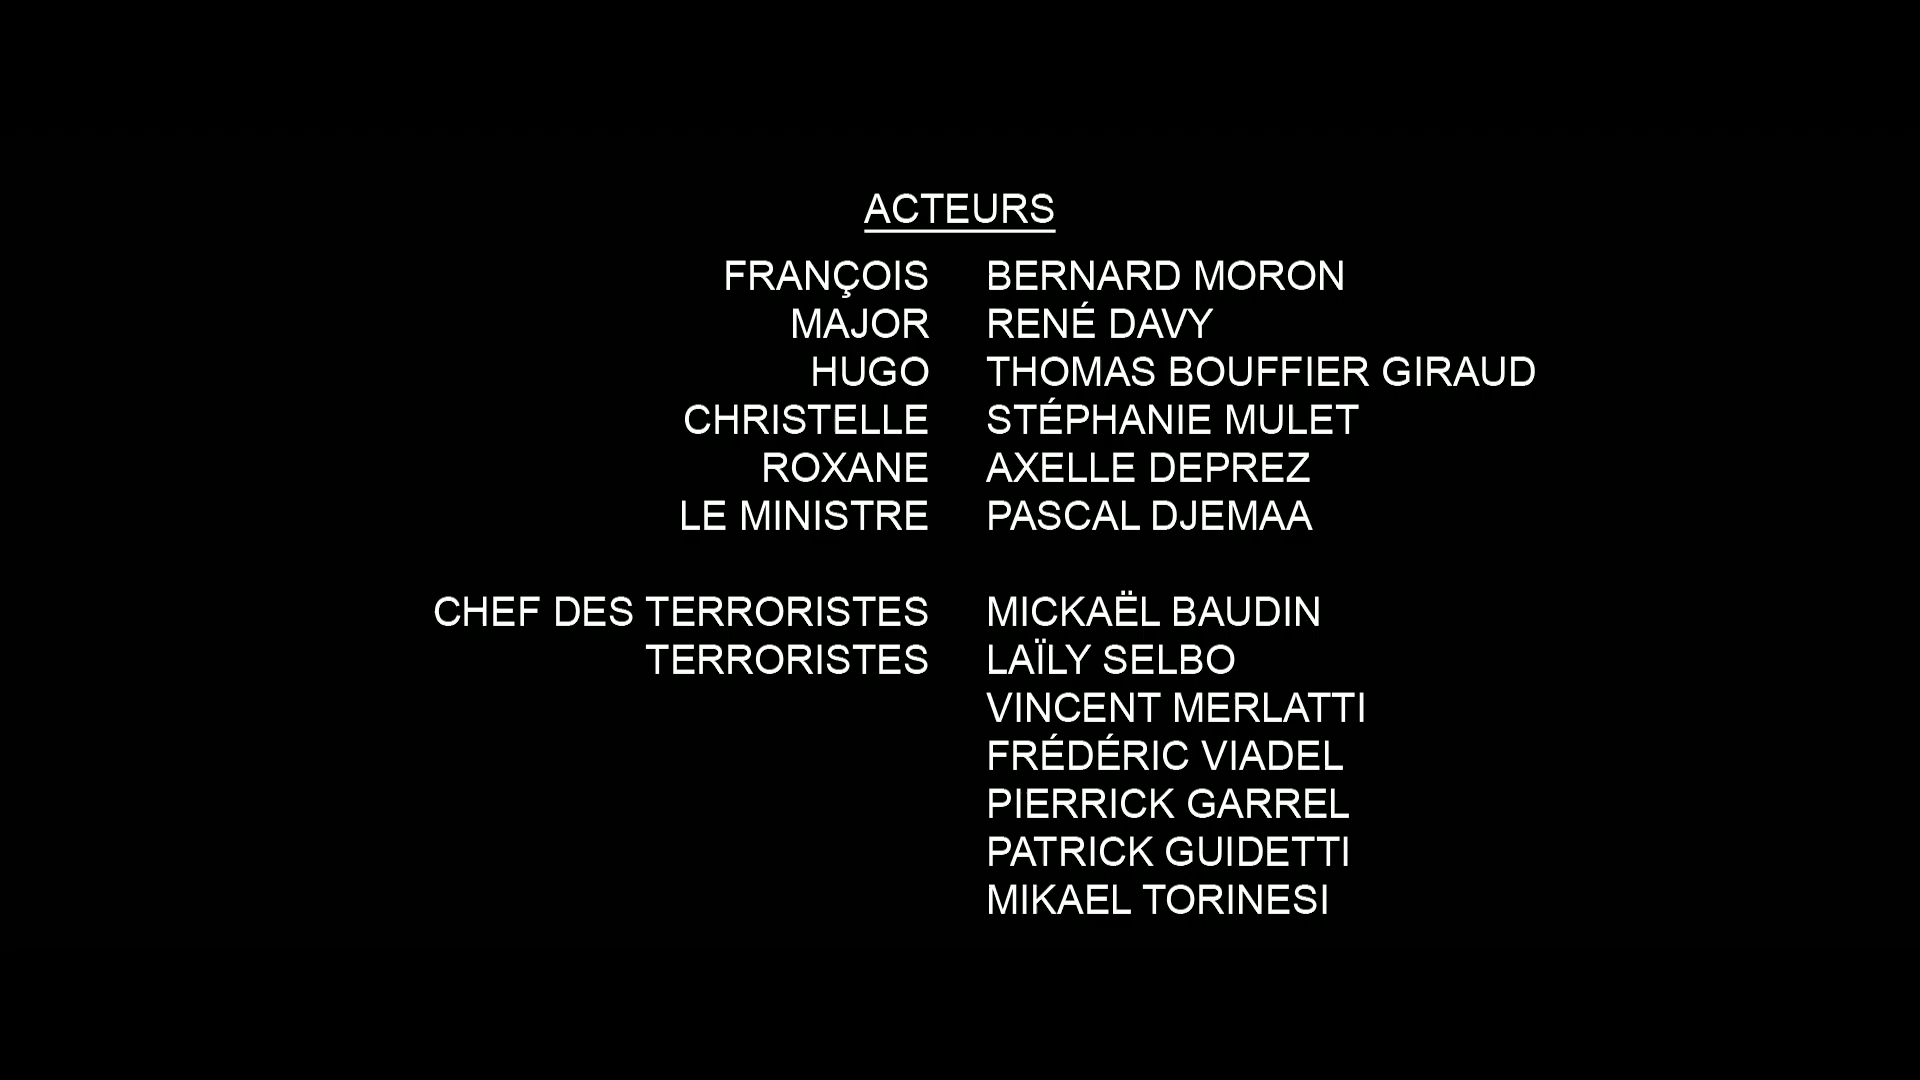 ACTEURS
FRANÇOIS BERNARD MORON
MAJOR RENÉ DAVY
HUGO THOMAS BOUFFIER GIRAUD
CHRISTELLE STÉPHANIE MULET
ROXANE AXELLE DEPREZ
LE MINISTRE PASCAL DJEMAA
CHEF DES TERRORISTES MICKAËL BAUDIN
TERRORISTES LAÏLY SELBO
VINCENT MERLATTI
FRÉDÉRIC VIADEL
PIERRICK GARREL
PATRICK GUIDETTI
MIKAEL TORINESI